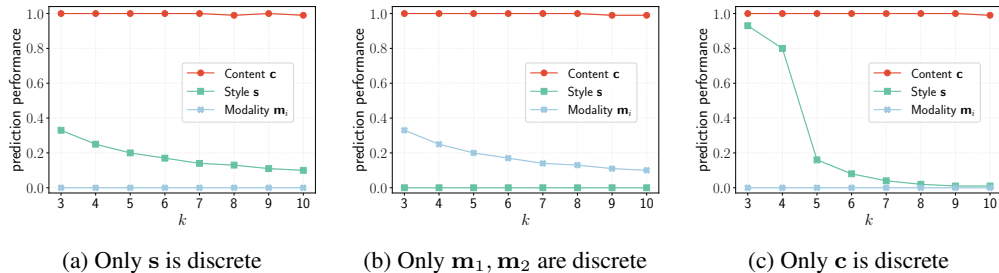 1.0
0.8
0.6
0.4
0.2
0.0
prediction performance
Content c
Style s
Modality m_i
3 4 5 6 7 8 9 10
k
(a) Only s is discrete
1.0
0.8
0.6
0.4
0.2
0.0
prediction performance
Content c
Style s
Modality m_i
3 4 5 6 7 8 9 10
k
(b) Only m₁, m₂ are discrete
1.0
0.8
0.6
0.4
0.2
0.0
prediction performance
Content c
Style s
Modality m_i
3 4 5 6 7 8 9 10
k
(c) Only c is discrete